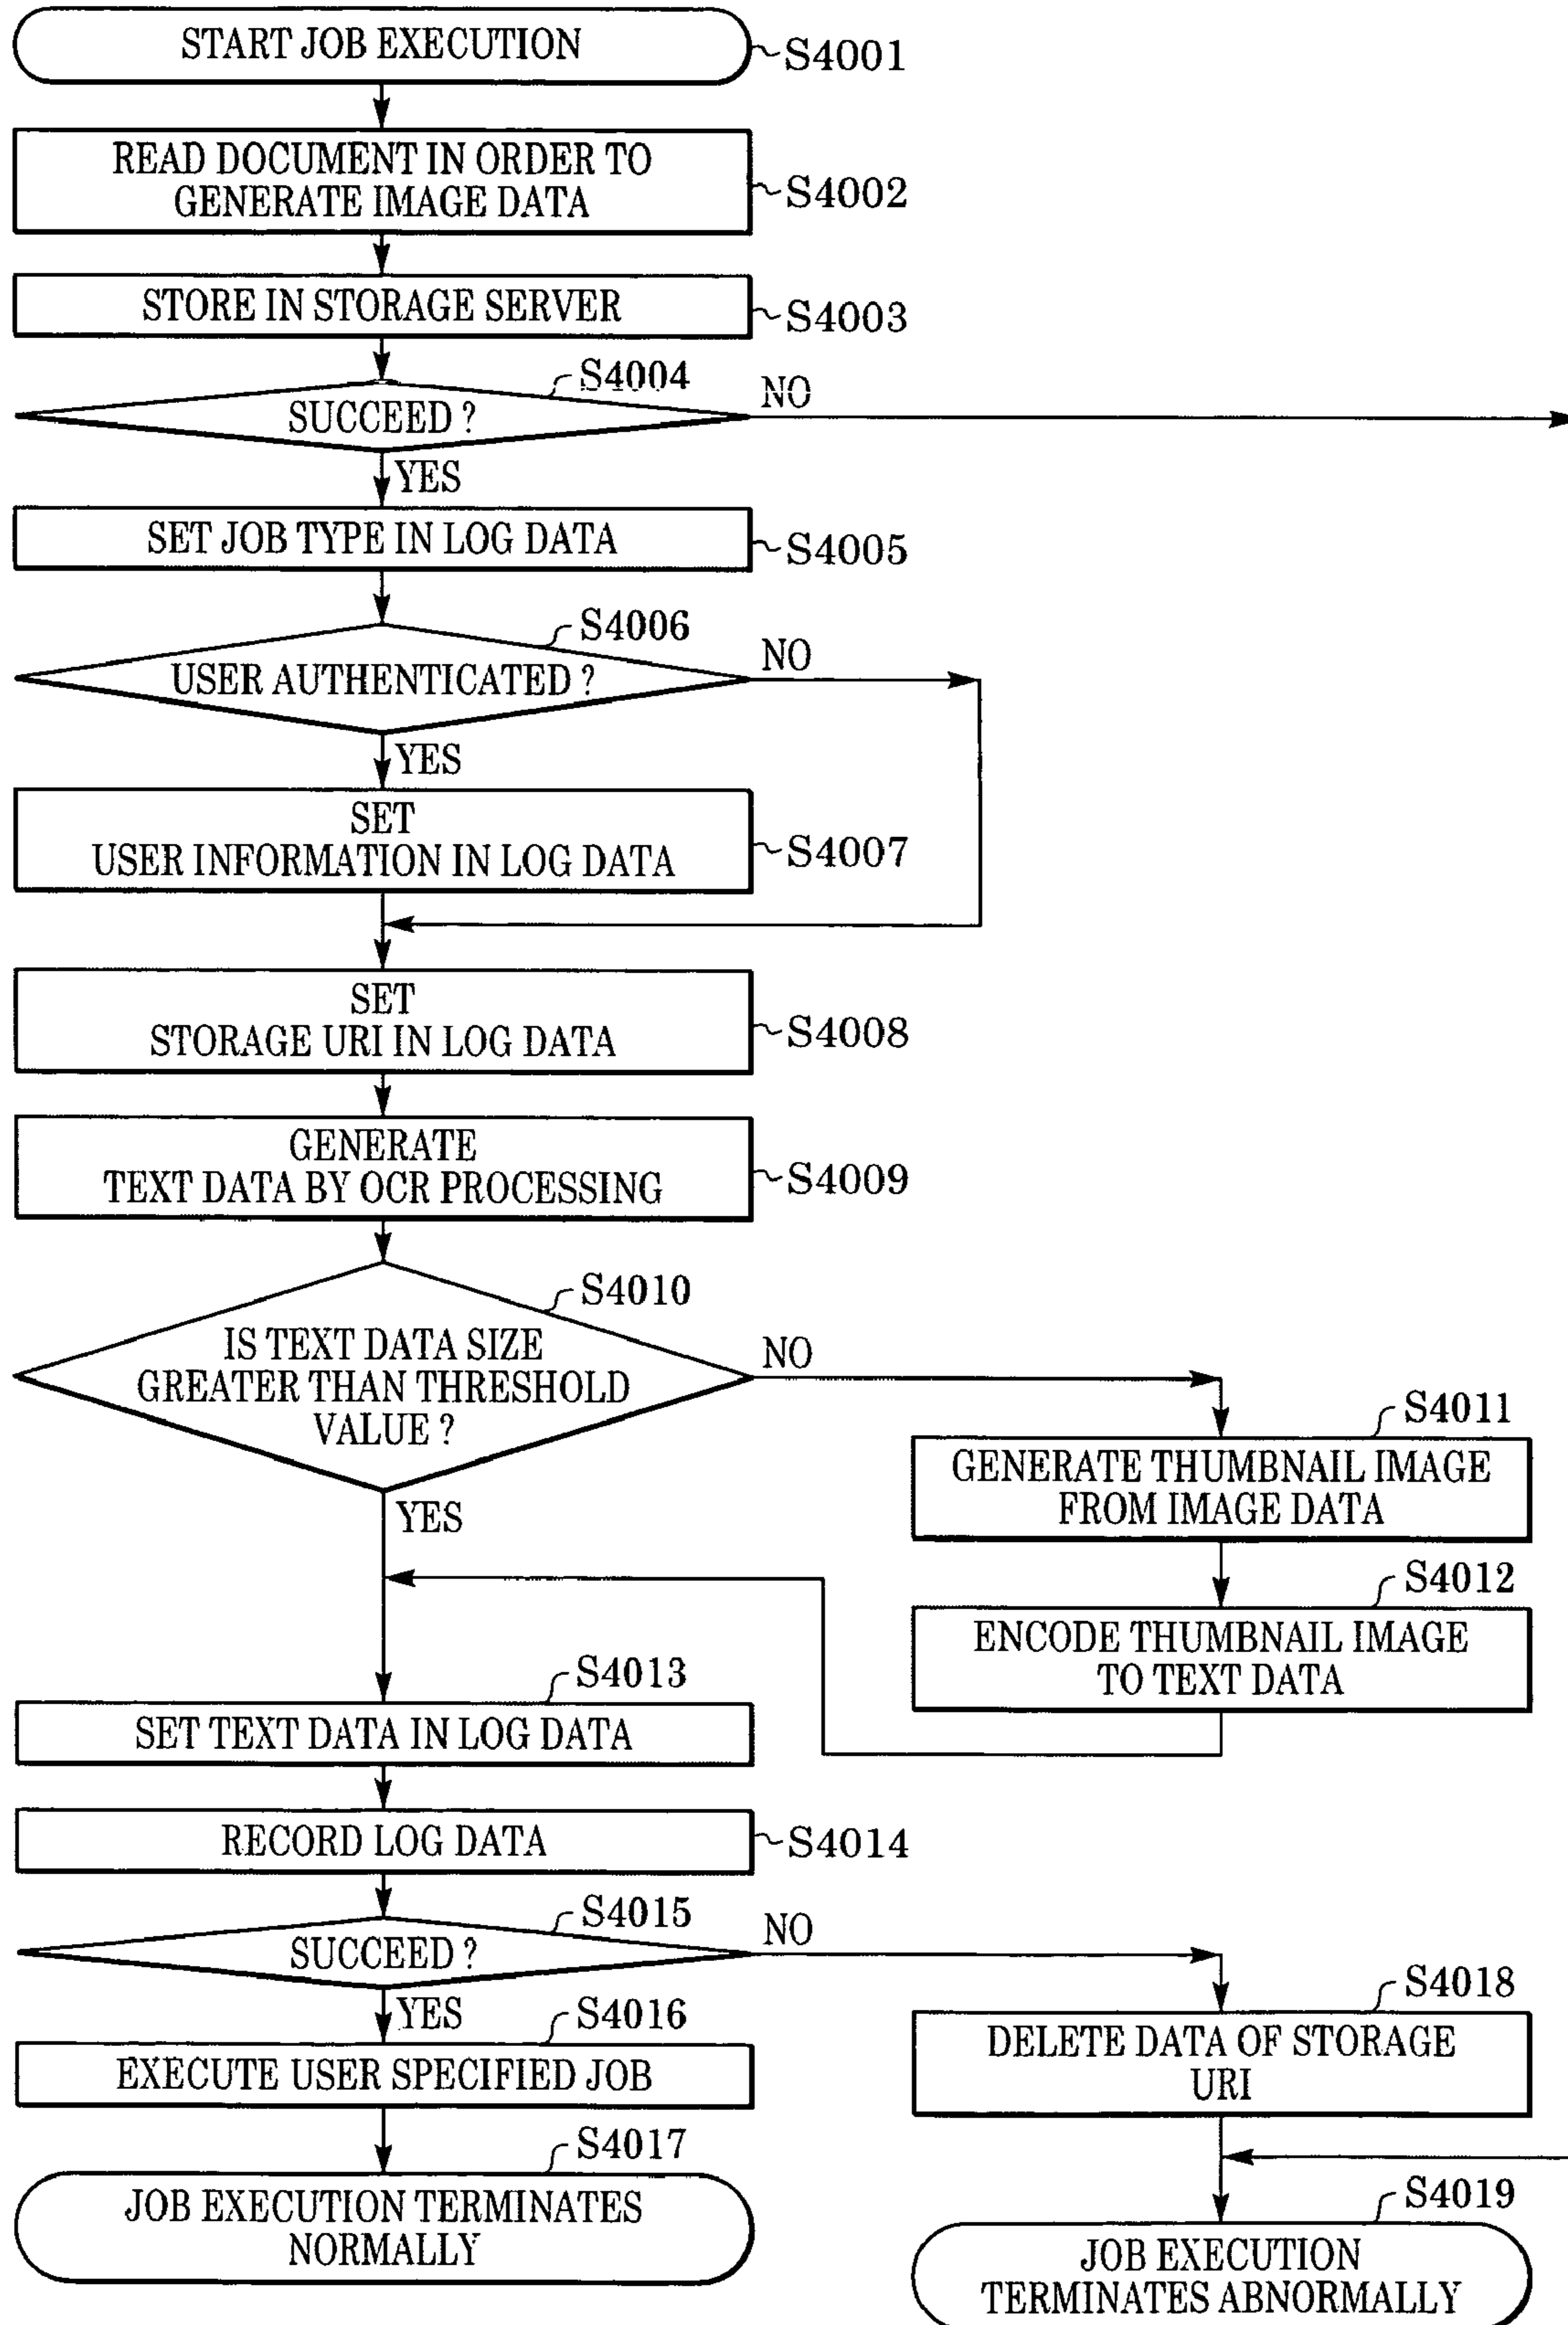 START JOB EXECUTION
S4001
READ DOCUMENT IN ORDER TO
GENERATE IMAGE DATA
S4002
STORE IN STORAGE SERVER
S4003
S4004
SUCCEED ?
NO
YES
SET JOB TYPE IN LOG DATA
S4005
S4006
USER AUTHENTICATED ?
NO
YES
SET
USER INFORMATION IN LOG DATA
S4007
SET
STORAGE URI IN LOG DATA
S4008
GENERATE
TEXT DATA BY OCR PROCESSING
S4009
S4010
IS TEXT DATA SIZE
GREATER THAN THRESHOLD
VALUE ?
NO
YES
S4011
GENERATE THUMBNAIL IMAGE
FROM IMAGE DATA
S4012
ENCODE THUMBNAIL IMAGE
TO TEXT DATA
S4013
SET TEXT DATA IN LOG DATA
RECORD LOG DATA
S4014
S4015
SUCCEED ?
NO
YES
S4016
EXECUTE USER SPECIFIED JOB
S4017
JOB EXECUTION TERMINATES
NORMALLY
S4018
DELETE DATA OF STORAGE
URI
S4019
JOB EXECUTION
TERMINATES ABNORMALLY